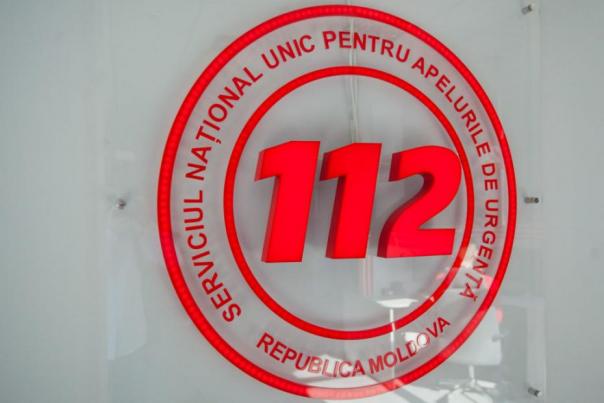 SERVICIUL NAȚIONAL UNIC PENTRU APELURILE DE URGENȚĂ
112
REPUBLICA MOLDOVA